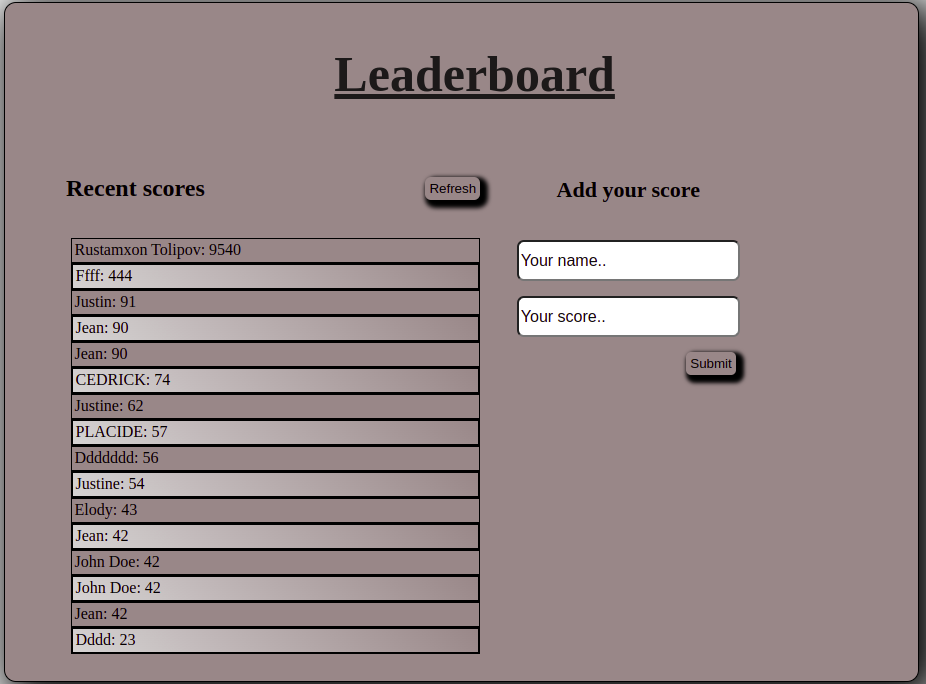 Leaderboard
Recent scores
Refresh
Rustamxon Tolipov: 9540
Ffff: 444
Justin: 91
Jean: 90
Jean: 90
CEDRICK: 74
Justine: 62
PLACIDE: 57
Ddddddd: 56
Justine: 54
Elody: 43
Jean: 42
John Doe: 42
John Doe: 42
Jean: 42
Dddd: 23
Add your score
Your name..
Your score..
Submit